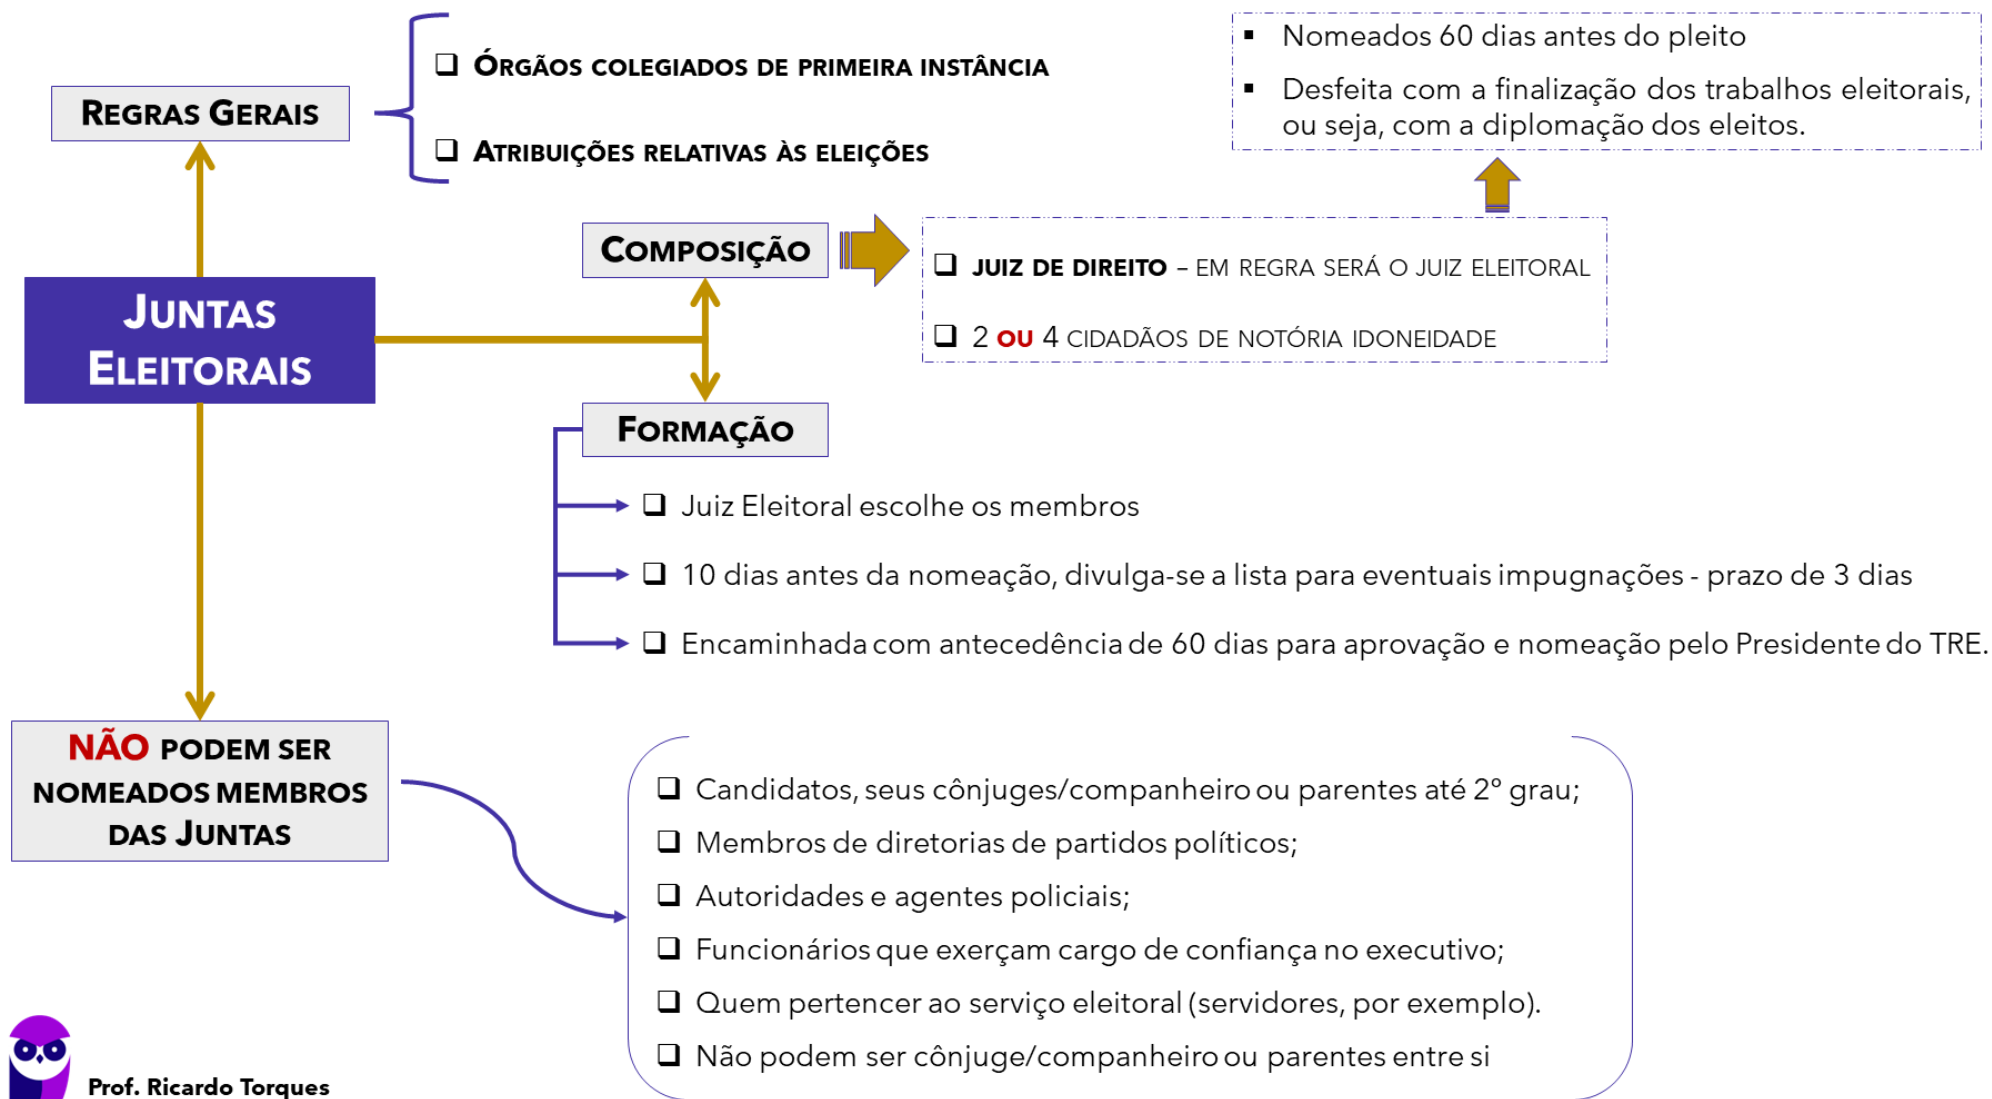 REGRAS GERAIS
ÓRGÃOS COLEGIADOS DE PRIMEIRA INSTÂNCIA
ATRIBUIÇÕES RELATIVAS ÀS ELEIÇÕES
Nomeados 60 dias antes do pleito
Desfeita com a finalização dos trabalhos eleitorais,
ou seja, com a diplomação dos eleitos.
COMPOSIÇÃO
JUIZ DE DIREITO – EM REGRA SERÁ O JUIZ ELEITORAL
2 OU 4 CIDADÃOS DE NOTÓRIA IDONEIDADE
JUNTAS
ELEITORAIS
FORMAÇÃO
Juiz Eleitoral escolhe os membros
10 dias antes da nomeação, divulga-se a lista para eventuais impugnações - prazo de 3 dias
Encaminhada com antecedência de 60 dias para aprovação e nomeação pelo Presidente do TRE.
NÃO PODEM SER
NOMEADOS MEMBROS
DAS JUNTAS
Candidatos, seus cônjuges/companheiro ou parentes até 2º grau;
Membros de diretorias de partidos políticos;
Autoridades e agentes policiais;
Funcionários que exerçam cargo de confiança no executivo;
Quem pertencer ao serviço eleitoral (servidores, por exemplo).
Não podem ser cônjuge/companheiro ou parentes entre si
Prof. Ricardo Torques